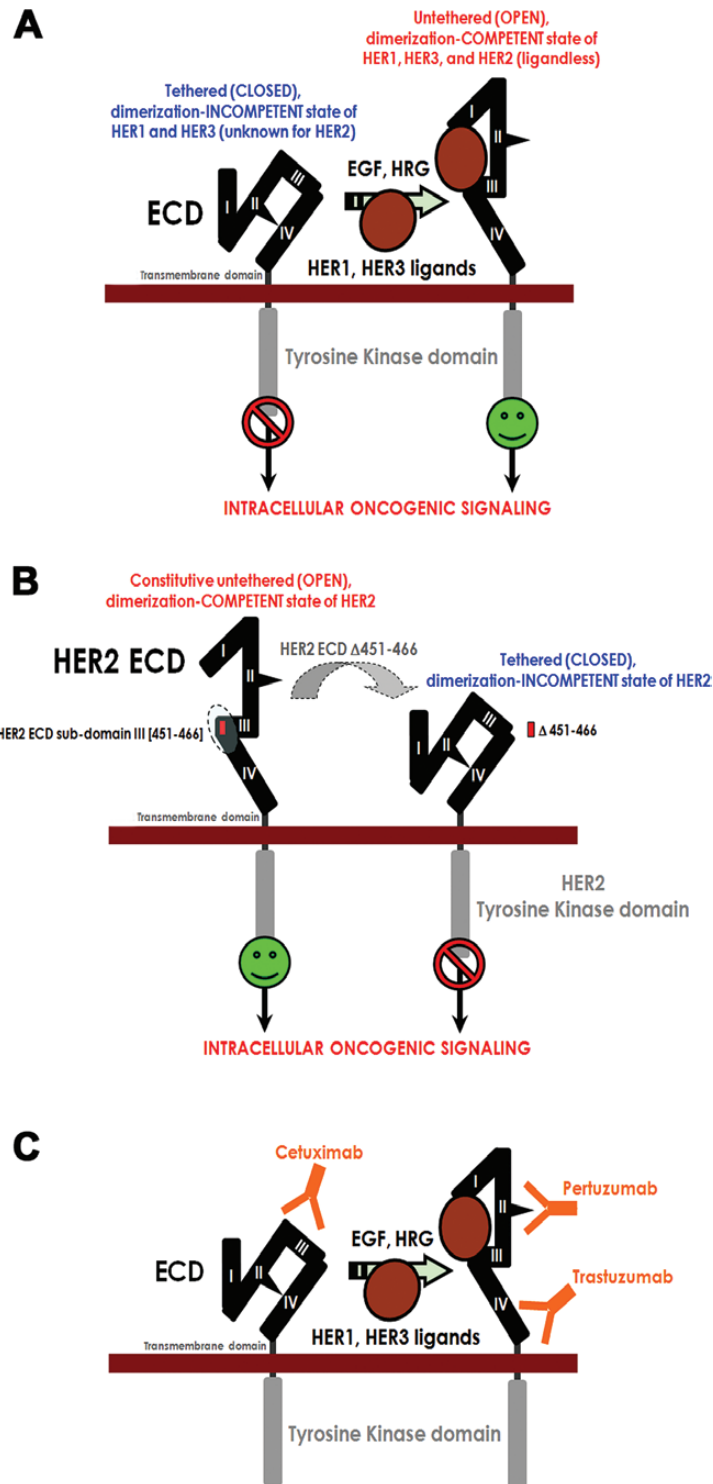 A
Untethered (OPEN),
dimerization-COMPETENT state of
HER1, HER3, and HER2 (ligandless)
Tethered (CLOSED),
dimerization-INCOMPETENT state of
HER1 and HER3 (unknown for HER2)
I
II
III
IV
ECD
EGF, HRG
I
HER1, HER3 ligands
I
II
III
IV
Transmembrane domain
Tyrosine Kinase domain
INTRACELLULAR ONCOGENIC SIGNALING
B
Constitutive untethered (OPEN),
dimerization-COMPETENT state of HER2
HER2 ECD
I
II
III
IV
HER2 ECD Δ451-466
Tethered (CLOSED),
dimerization-INCOMPETENT state of HER2
HER2 ECD sub-domain III [451-466]
I
II
III
IV
Δ 451-466
Transmembrane domain
HER2
Tyrosine Kinase domain
INTRACELLULAR ONCOGENIC SIGNALING
C
Cetuximab
Pertuzumab
Trastuzumab
ECD
I
II
III
IV
EGF, HRG
I
HER1, HER3 ligands
I
II
III
IV
Transmembrane domain
Tyrosine Kinase domain